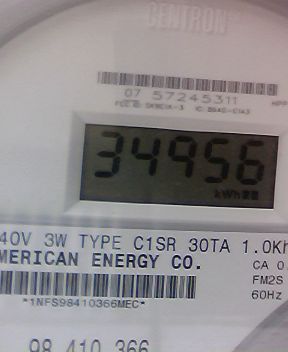 CENTRON
07 57245311
34956
kWh
40V 3W TYPE C1SR 30TA 1.0Kh
MERICAN ENERGY CO.
CA 0.
FM2S
*1NFS98410366MEC*
60Hz
98 410 366